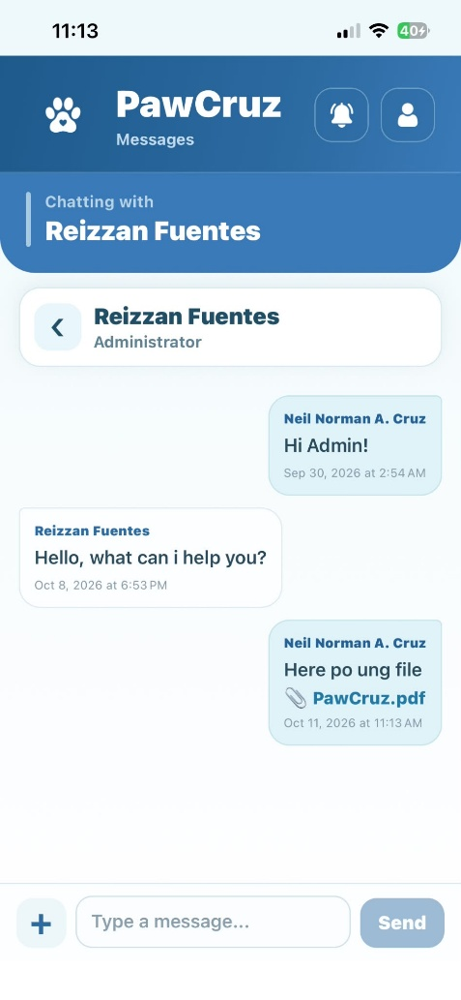 11:13
40
PawCruz
Messages
Chatting with
Reizzan Fuentes
Reizzan Fuentes
Administrator
Neil Norman A. Cruz
Hi Admin!
Sep 30, 2026 at 2:54 AM
Reizzan Fuentes
Hello, what can i help you?
Oct 8, 2026 at 6:53 PM
Neil Norman A. Cruz
Here po ung file
📎 PawCruz.pdf
Oct 11, 2026 at 11:13 AM
Type a message...
Send